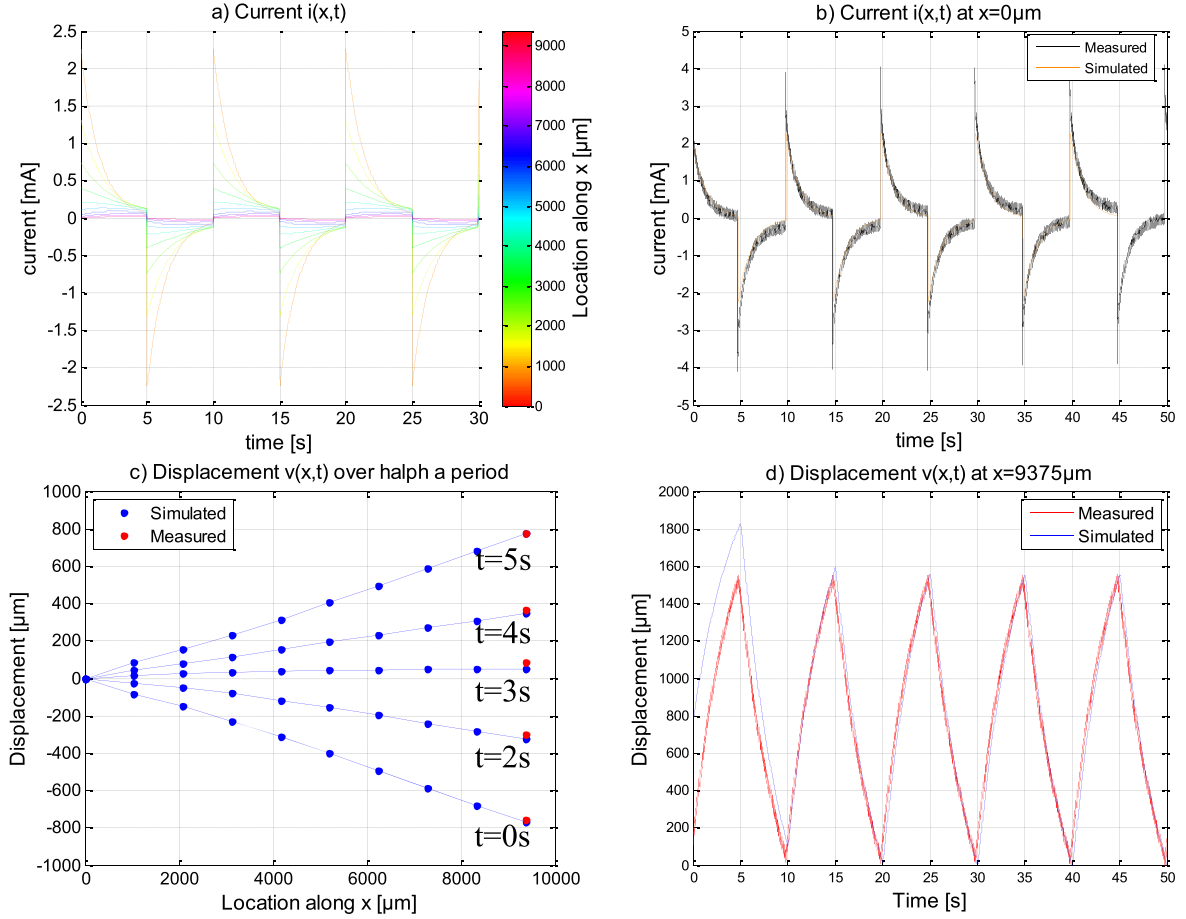 a) Current i(x,t)
2.5
2
1.5
1
0.5
0
-0.5
-1
-1.5
-2
-2.5
current [mA]
0 5 10 15 20 25 30
time [s]
9000
8000
7000
6000
5000
4000
3000
2000
1000
0
Location along x [µm]
b) Current i(x,t) at x=0µm
Measured
Simulated
5
4
3
2
1
0
-1
-2
-3
-4
-5
current [mA]
0 5 10 15 20 25 30 35 40 45 50
time [s]
c) Displacement v(x,t) over halph a period
Simulated
Measured
1000
800
600
400
200
0
-200
-400
-600
-800
-1000
Displacement [µm]
t=5s
t=4s
t=3s
t=2s
t=0s
0 2000 4000 6000 8000 10000
Location along x [µm]
d) Displacement v(x,t) at x=9375µm
Measured
Simulated
2000
1800
1600
1400
1200
1000
800
600
400
200
0
Displacement [µm]
0 5 10 15 20 25 30 35 40 45 50
Time [s]